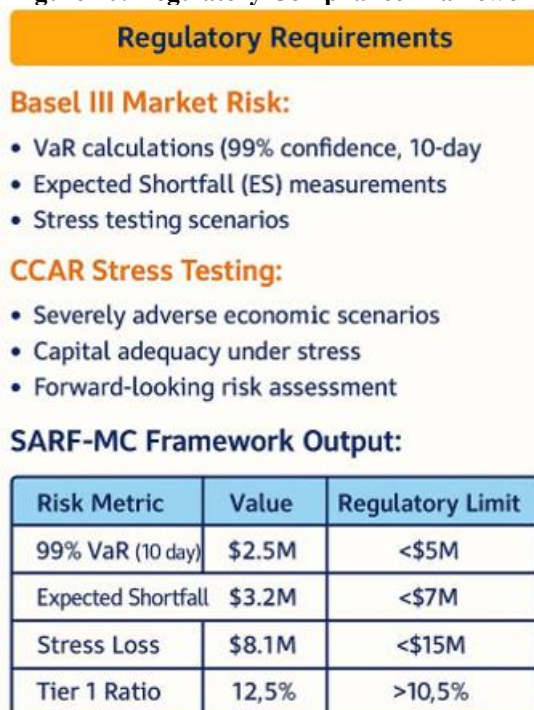 Regulatory Requirements
Basel III Market Risk:
• VaR calculations (99% confidence, 10-day
• Expected Shortfall (ES) measurements
• Stress testing scenarios
CCAR Stress Testing:
• Severely adverse economic scenarios
• Capital adequacy under stress
• Forward-looking risk assessment
SARF-MC Framework Output:
Risk Metric Value Regulatory Limit
99% VaR (10 day) $2.5M <$5M
Expected Shortfall $3.2M <$7M
Stress Loss $8.1M <$15M
Tier 1 Ratio 12,5% >10,5%